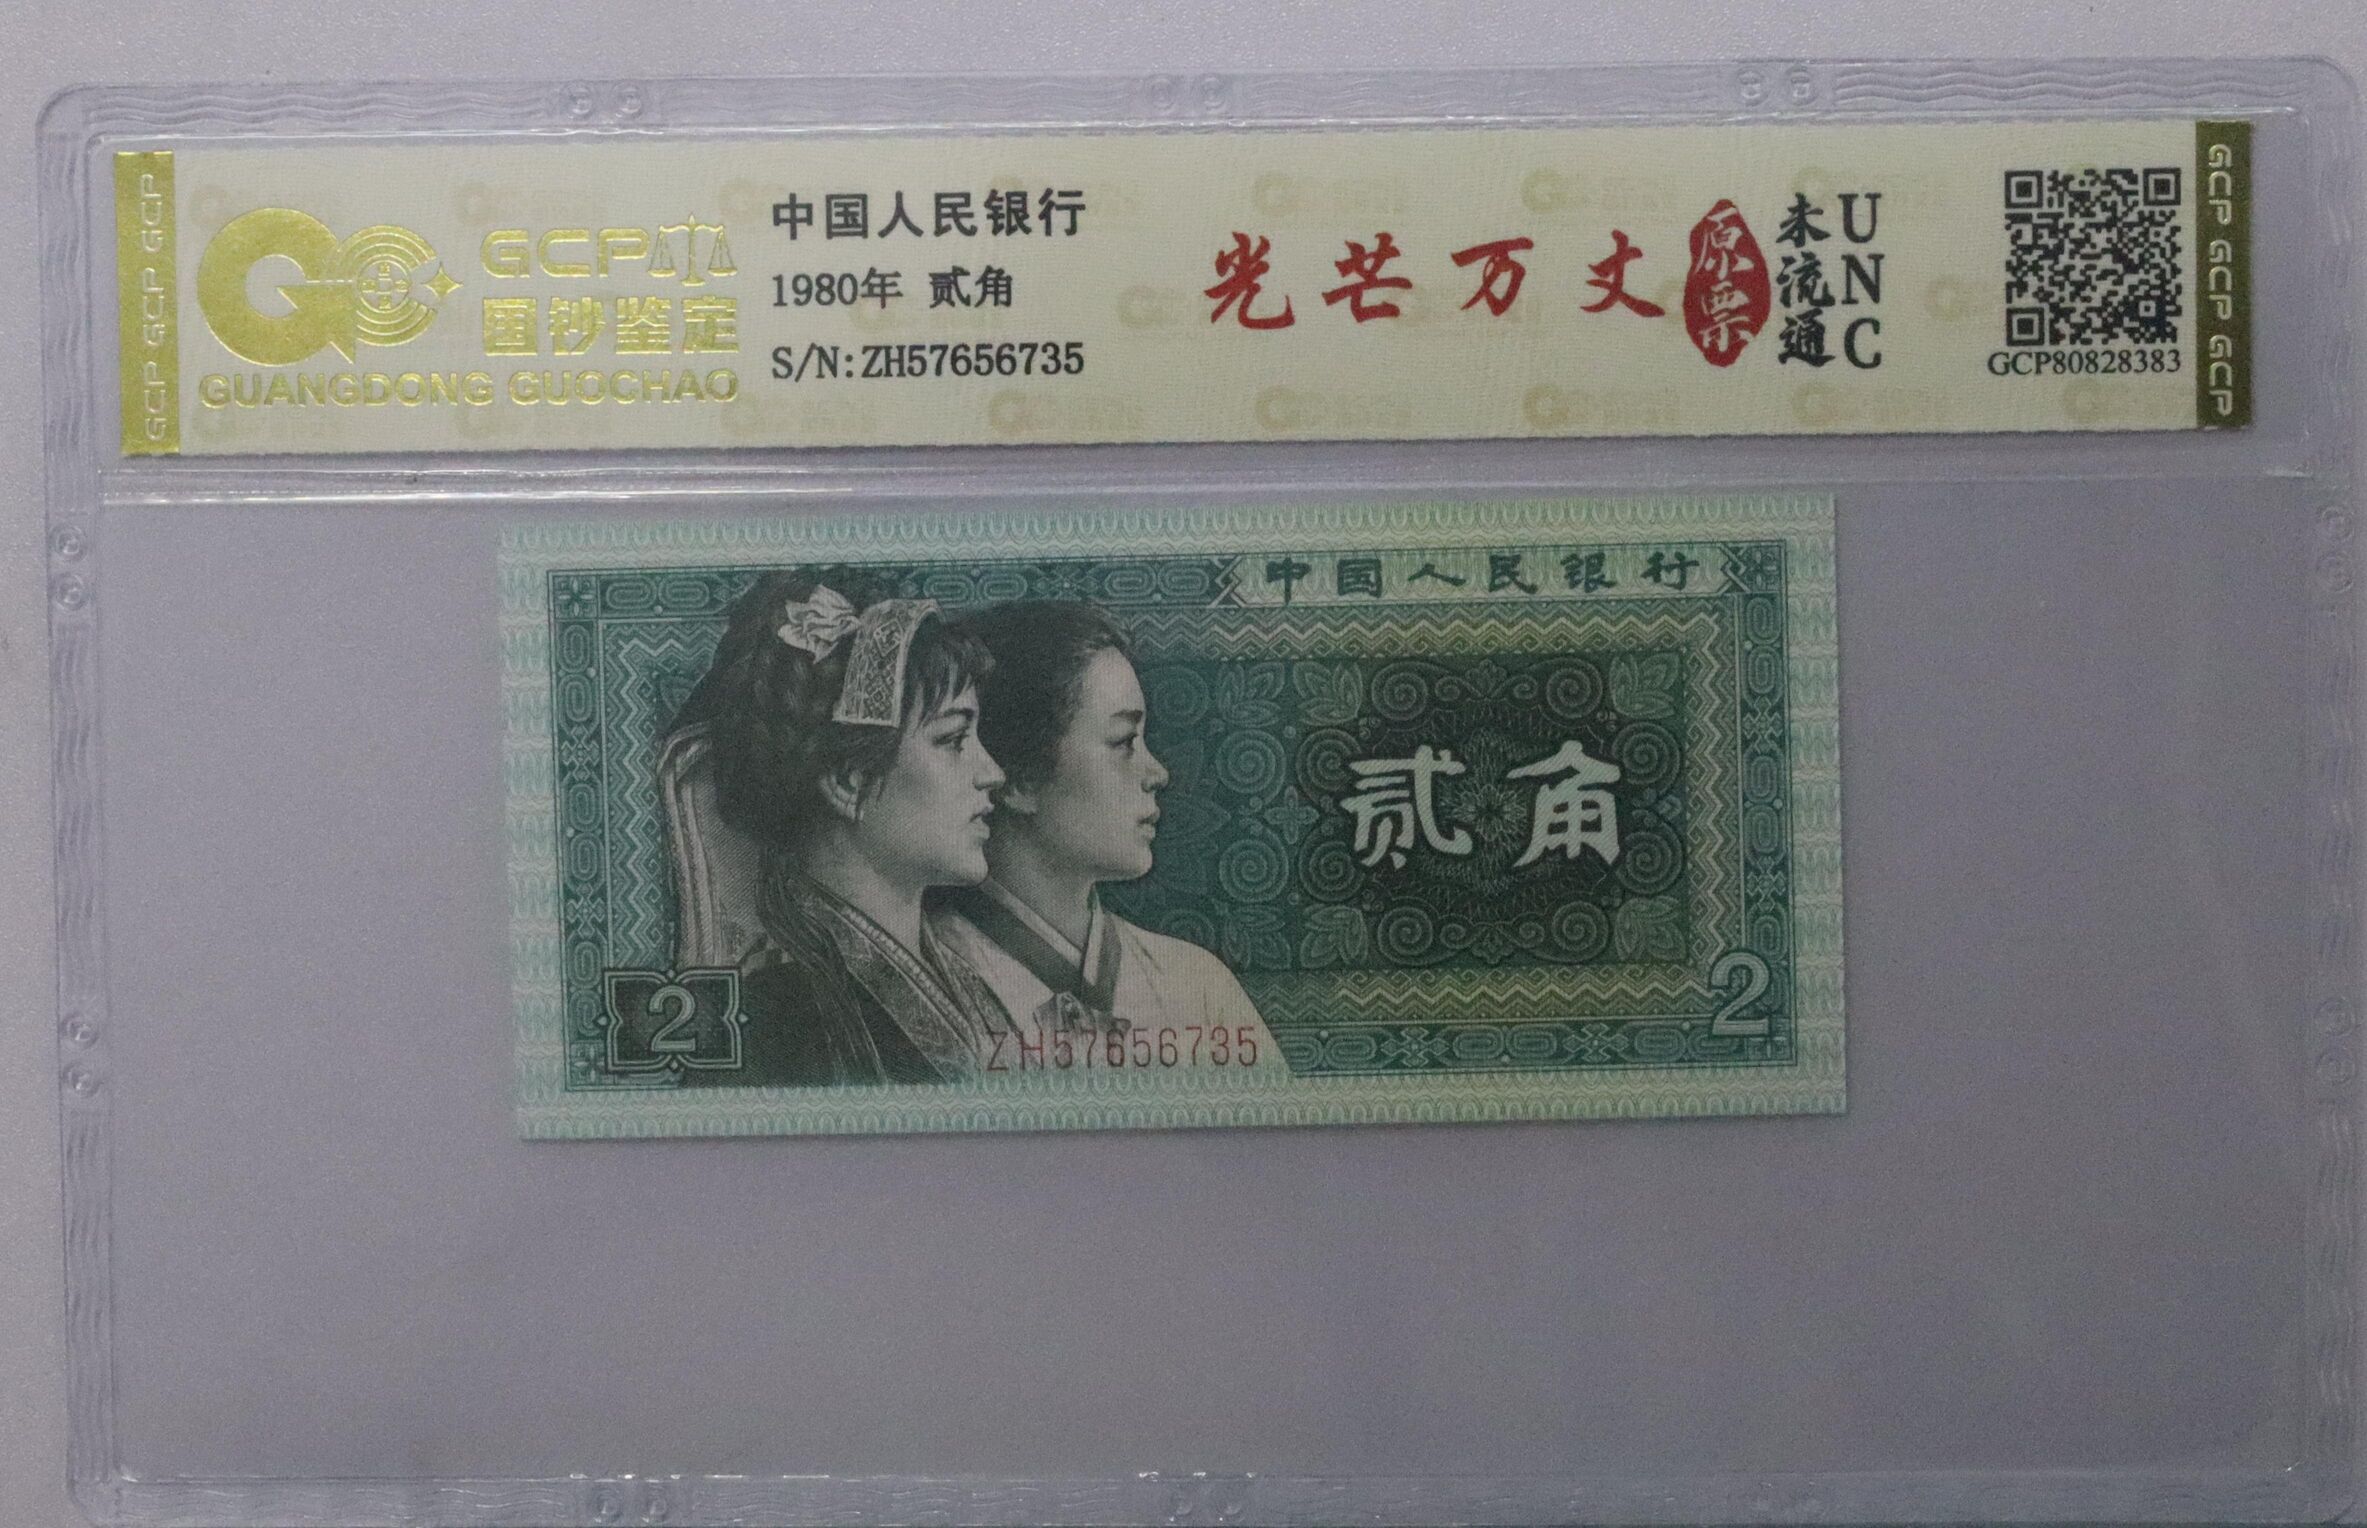 GCP GCP GCP
GCP
国钞鉴定
GUANGDONG GUOCHAO
中国人民银行
1980年 贰角
S/N:ZH57656735
光芒万丈
原票
未流通
UNC
GCP80828383
GCP GCP GCP
中国人民银行
贰角
2
2
ZH57656735